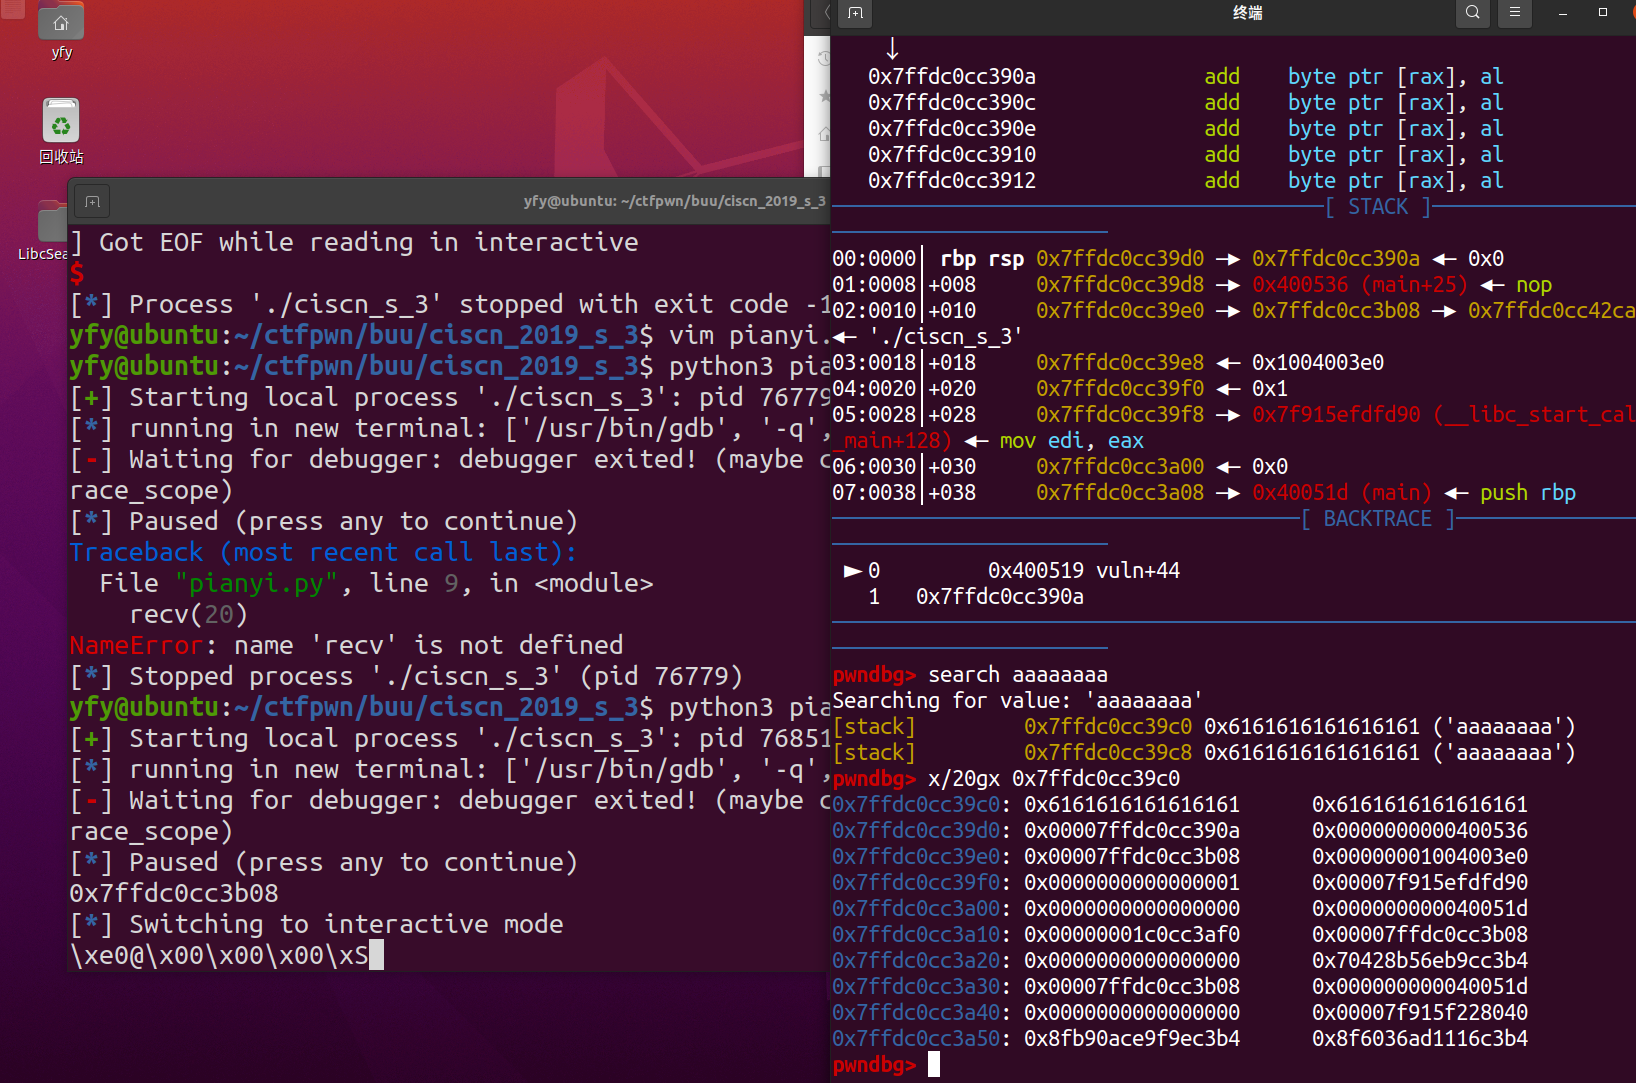 yfy
回收站
LibcSea
yfy@ubuntu: ~/ctfpwn/buu/ciscn_2019_s_3
] Got EOF while reading in interactive
$
[*] Process './ciscn_s_3' stopped with exit code -1
yfy@ubuntu:~/ctfpwn/buu/ciscn_2019_s_3$ vim pianyi.
yfy@ubuntu:~/ctfpwn/buu/ciscn_2019_s_3$ python3 pia
[+] Starting local process './ciscn_s_3': pid 76779
[*] running in new terminal: ['/usr/bin/gdb', '-q',
[-] Waiting for debugger: debugger exited! (maybe c
race_scope)
[*] Paused (press any to continue)
Traceback (most recent call last):
  File "pianyi.py", line 9, in <module>
    recv(20)
NameError: name 'recv' is not defined
[*] Stopped process './ciscn_s_3' (pid 76779)
yfy@ubuntu:~/ctfpwn/buu/ciscn_2019_s_3$ python3 pia
[+] Starting local process './ciscn_s_3': pid 76851
[*] running in new terminal: ['/usr/bin/gdb', '-q',
[-] Waiting for debugger: debugger exited! (maybe c
race_scope)
[*] Paused (press any to continue)
0x7ffdc0cc3b08
[*] Switching to interactive mode
\xe0@\x00\x00\x00\xS
终端
↓
0x7ffdc0cc390a add byte ptr [rax], al
0x7ffdc0cc390c add byte ptr [rax], al
0x7ffdc0cc390e add byte ptr [rax], al
0x7ffdc0cc3910 add byte ptr [rax], al
0x7ffdc0cc3912 add byte ptr [rax], al
[ STACK ]
00:0000│ rbp rsp 0x7ffdc0cc39d0 —▸ 0x7ffdc0cc390a ◂— 0x0
01:0008│+008 0x7ffdc0cc39d8 —▸ 0x400536 (main+25) ◂— nop
02:0010│+010 0x7ffdc0cc39e0 —▸ 0x7ffdc0cc3b08 —▸ 0x7ffdc0cc42ca
◂— './ciscn_s_3'
03:0018│+018 0x7ffdc0cc39e8 ◂— 0x1004003e0
04:0020│+020 0x7ffdc0cc39f0 ◂— 0x1
05:0028│+028 0x7ffdc0cc39f8 —▸ 0x7f915efdfd90 (__libc_start_cal
_main+128) ◂— mov edi, eax
06:0030│+030 0x7ffdc0cc3a00 ◂— 0x0
07:0038│+038 0x7ffdc0cc3a08 —▸ 0x40051d (main) ◂— push rbp
[ BACKTRACE ]
► 0 0x400519 vuln+44
1 0x7ffdc0cc390a
pwndbg> search aaaaaaaa
Searching for value: 'aaaaaaaa'
[stack] 0x7ffdc0cc39c0 0x6161616161616161 ('aaaaaaaa')
[stack] 0x7ffdc0cc39c8 0x6161616161616161 ('aaaaaaaa')
pwndbg> x/20gx 0x7ffdc0cc39c0
0x7ffdc0cc39c0: 0x6161616161616161 0x6161616161616161
0x7ffdc0cc39d0: 0x00007ffdc0cc390a 0x0000000000400536
0x7ffdc0cc39e0: 0x00007ffdc0cc3b08 0x00000001004003e0
0x7ffdc0cc39f0: 0x0000000000000001 0x00007f915efdfd90
0x7ffdc0cc3a00: 0x0000000000000000 0x000000000040051d
0x7ffdc0cc3a10: 0x00000001c0cc3af0 0x00007ffdc0cc3b08
0x7ffdc0cc3a20: 0x0000000000000000 0x70428b56eb9cc3b4
0x7ffdc0cc3a30: 0x00007ffdc0cc3b08 0x000000000040051d
0x7ffdc0cc3a40: 0x0000000000000000 0x00007f915f228040
0x7ffdc0cc3a50: 0x8fb90ace9f9ec3b4 0x8f6036ad1116c3b4
pwndbg>